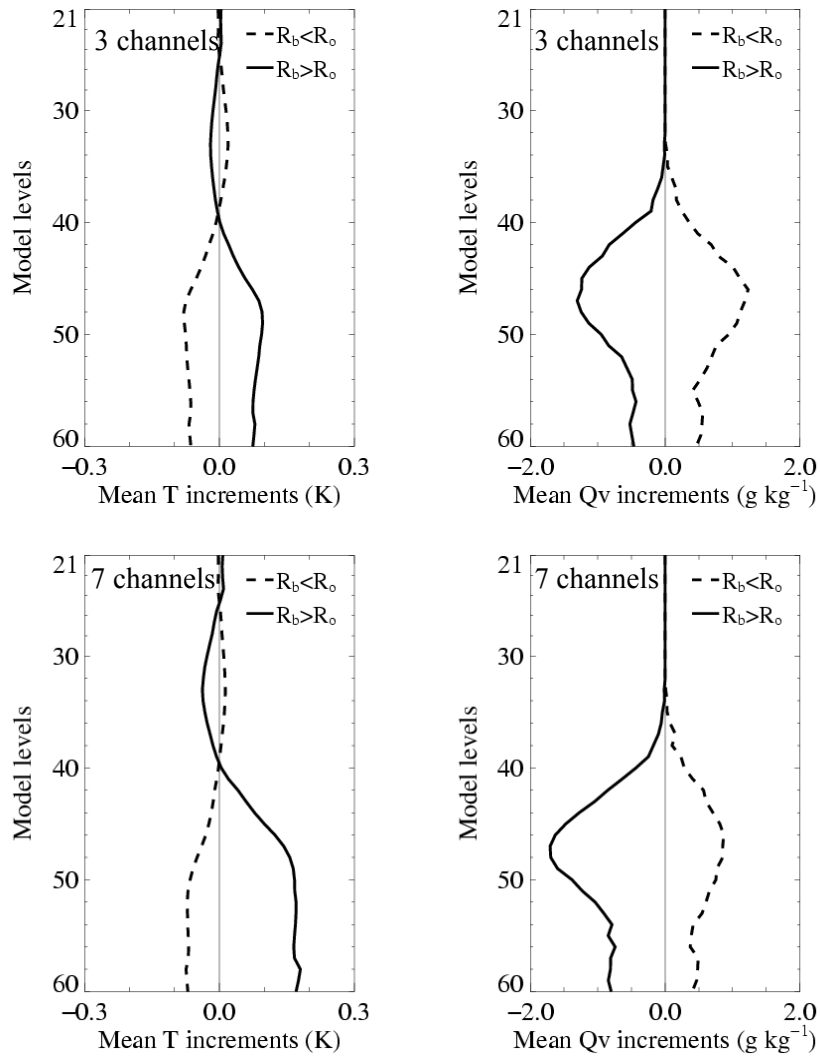 21
30
40
50
60
Model levels
3 channels
R_b<R_o
R_b>R_o
−0.3 0.0 0.3
Mean T increments (K)
21
30
40
50
60
Model levels
3 channels
R_b<R_o
R_b>R_o
−2.0 0.0 2.0
Mean Qv increments (g kg⁻¹)
21
30
40
50
60
Model levels
7 channels
R_b<R_o
R_b>R_o
−0.3 0.0 0.3
Mean T increments (K)
21
30
40
50
60
Model levels
7 channels
R_b<R_o
R_b>R_o
−2.0 0.0 2.0
Mean Qv increments (g kg⁻¹)